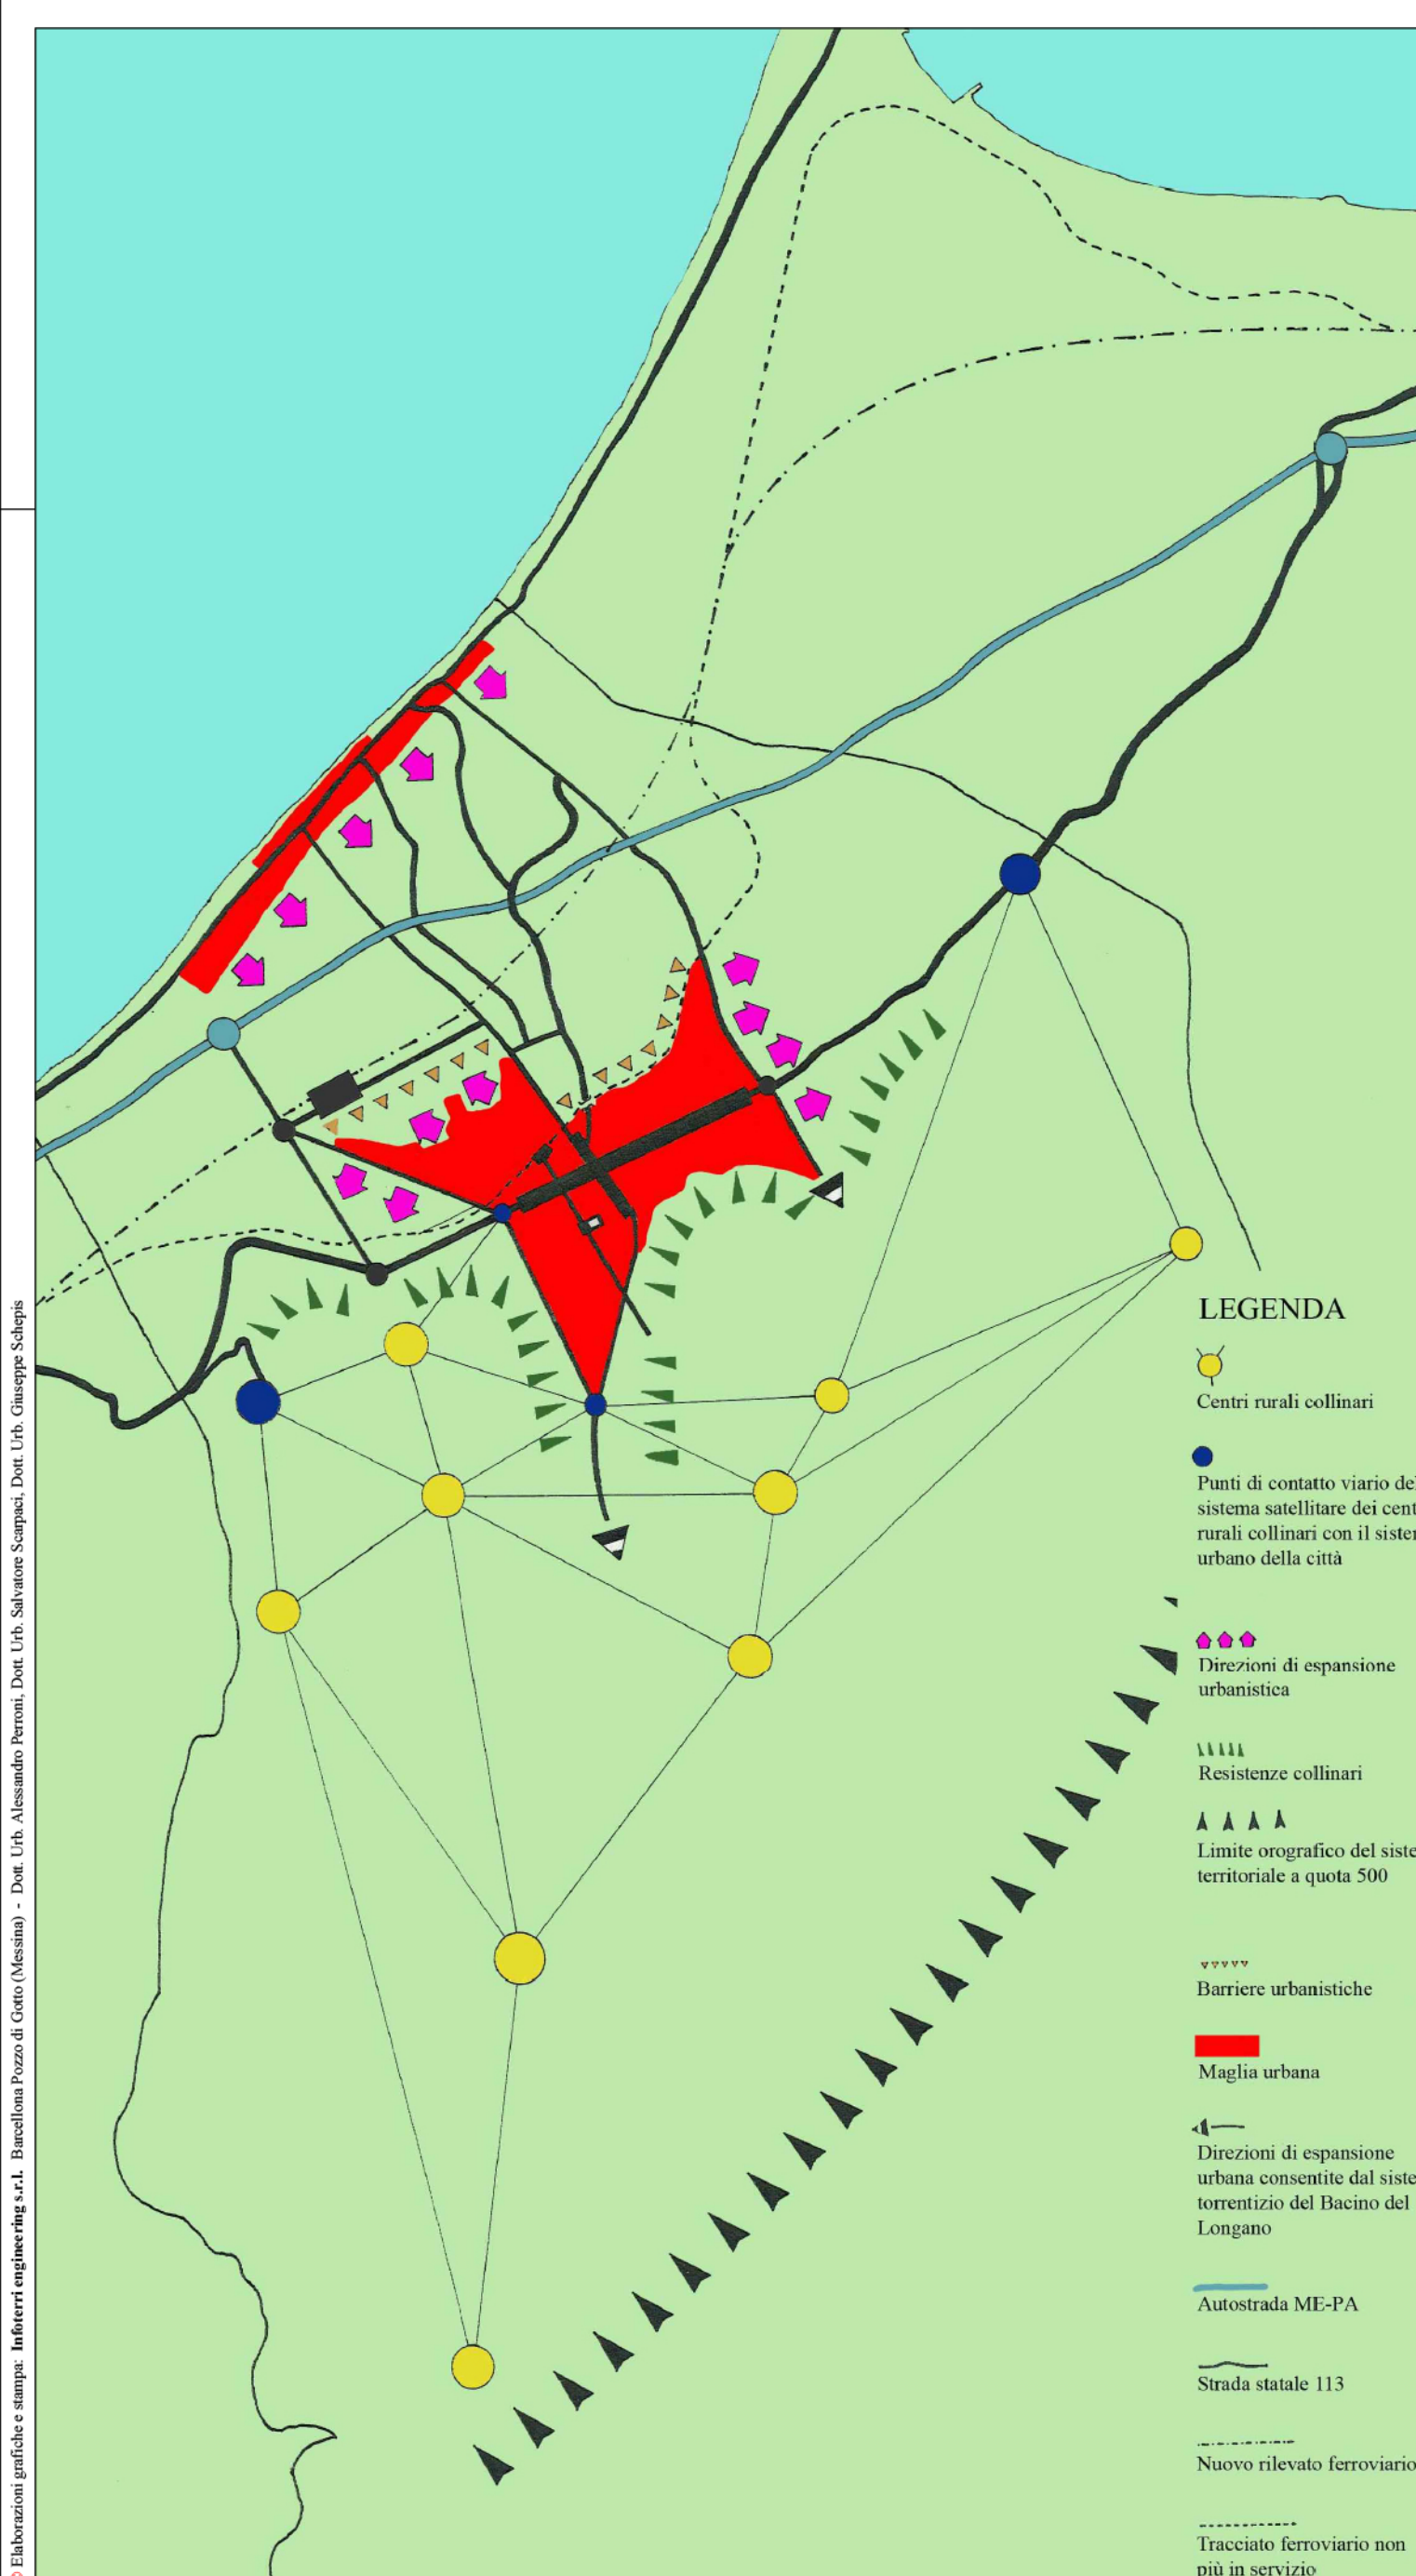 LEGENDA
Centri rurali collinari
Punti di contatto viario del
sistema satellitare dei cent
rurali collinari con il sister
urbano della città
Direzioni di espansione
urbanistica
Resistenze collinari
Limite orografico del siste
territoriale a quota 500
Barriere urbanistiche
Maglia urbana
Direzioni di espansione
urbana consentite dal siste
torrentizio del Bacino del
Longano
Autostrada ME-PA
Strada statale 113
Nuovo rilevato ferroviario
Tracciato ferroviario non
più in servizio
Elaborazioni grafiche e stampa: Infoterri engineering s.r.l. Barcellona Pozzo di Gotto (Messina) - Dott. Urb. Alessandro Perroni, Dott. Urb. Salvatore Scarpaci, Dott. Urb. Giuseppe Schepis